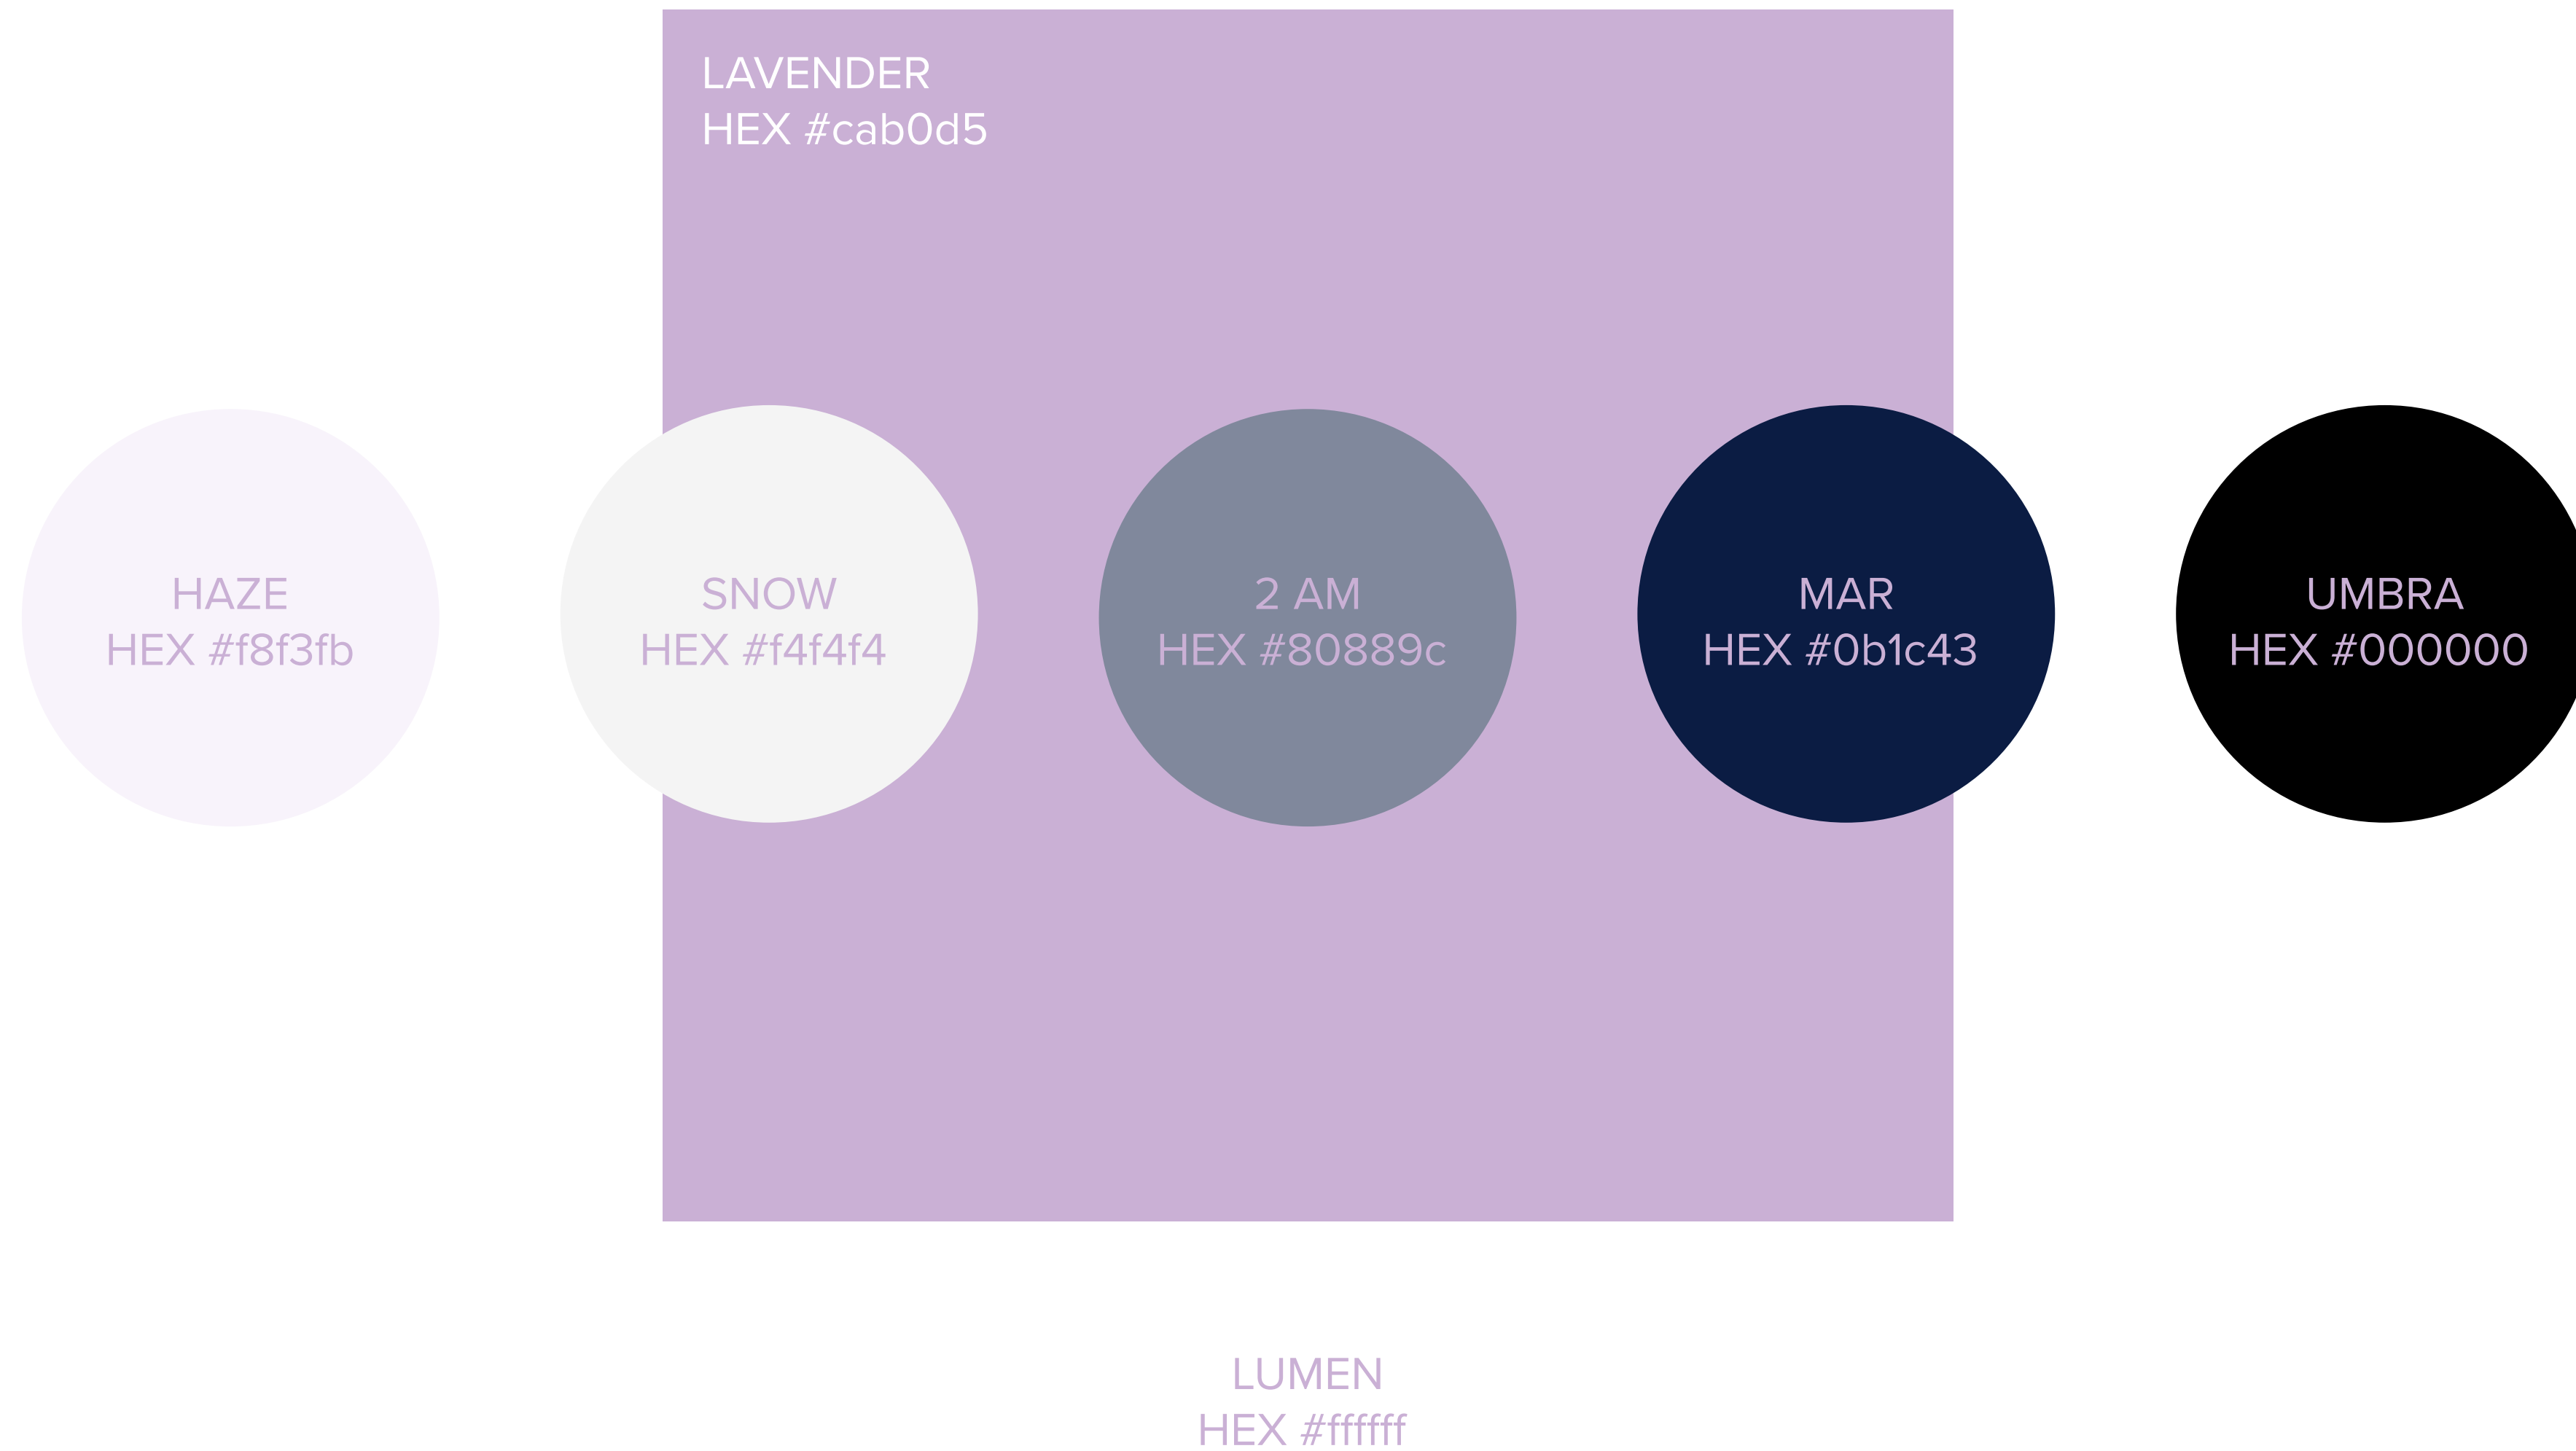 LAVENDER
HEX #cab0d5
HAZE
HEX #f8f3fb
SNOW
HEX #f4f4f4
2 AM
HEX #80889c
MAR
HEX #0b1c43
UMBRA
HEX #000000
LUMEN
HEX #ffffff